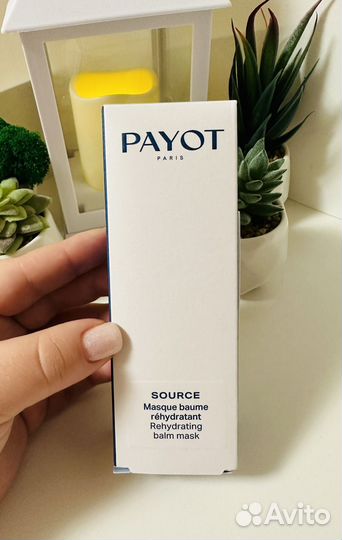 PAYOT
PARIS
SOURCE
Masque baume
réhydratant
Rehydrating
balm mask
Avito